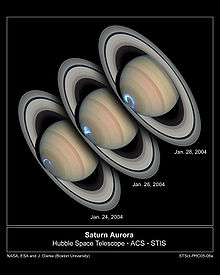 Jan. 28, 2004
Jan. 26, 2004
Jan. 24, 2004
Saturn Aurora
Hubble Space Telescope • ACS • STIS
NASA, ESA and J. Clarke (Boston University)
STScI-PRC05-06a